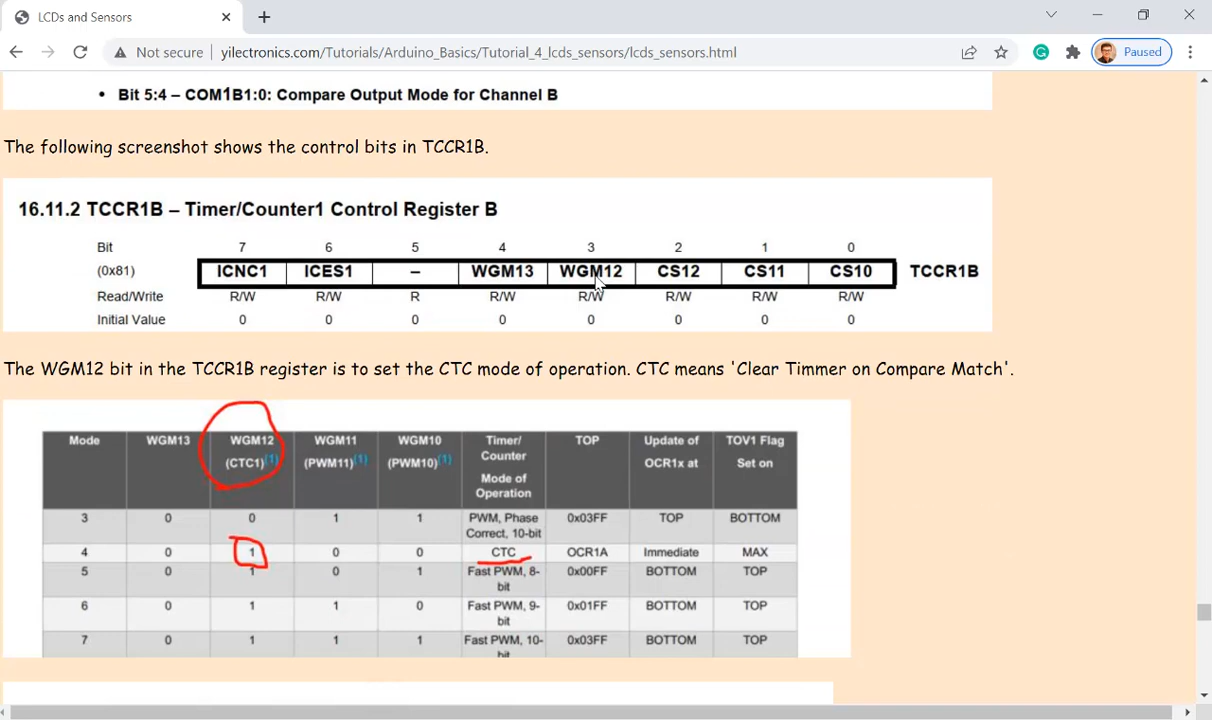 LCDs and Sensors
Not secure yilectronics.com/Tutorials/Arduino_Basics/Tutorial_4_lcds_sensors/lcds_sensors.html Paused
• Bit 5:4 – COM1B1:0: Compare Output Mode for Channel B
The following screenshot shows the control bits in TCCR1B.
16.11.2 TCCR1B – Timer/Counter1 Control Register B
Bit 7 6 5 4 3 2 1 0
(0x81) ICNC1 ICES1 – WGM13 WGM12 CS12 CS11 CS10 TCCR1B
Read/Write R/W R/W R R/W R/W R/W R/W R/W
Initial Value 0 0 0 0 0 0 0 0
The WGM12 bit in the TCCR1B register is to set the CTC mode of operation. CTC means 'Clear Timmer on Compare Match'.
Mode WGM13 WGM12 WGM11 WGM10 Timer/ TOP Update of TOV1 Flag
(CTC1)(1) (PWM11)(1) (PWM10)(1) Counter OCR1x at Set on
Mode of
Operation
3 0 0 1 1 PWM, Phase 0x03FF TOP BOTTOM
Correct, 10-bit
4 0 1 0 0 CTC OCR1A Immediate MAX
5 0 1 0 1 Fast PWM, 8- 0x00FF BOTTOM TOP
bit
6 0 1 1 0 Fast PWM, 9- 0x01FF BOTTOM TOP
bit
7 0 1 1 1 Fast PWM, 10- 0x03FF BOTTOM TOP
bit